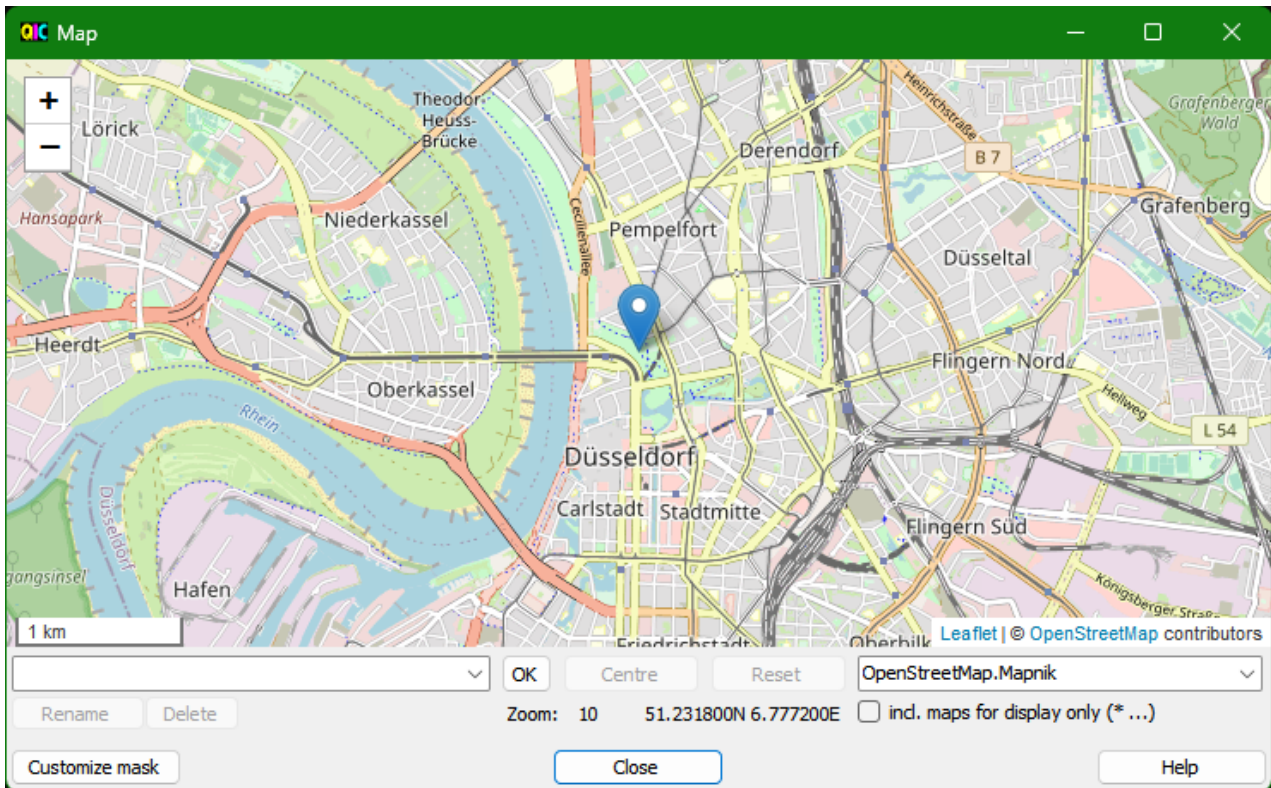 Map
+
−
Lörick
Theodor-
Heuss-
Brücke
Heinrichstraße
Grafenberger
Wald
Derendorf
B 7
Hansapark
Niederkassel
Cecilienallee
Pempelfort
Grafenberg
Düsseltal
Heerdt
Flingern Nord
Oberkassel
Hellweg
Rhein
L 54
Düsseldorf
Düsseldorf
Carlstadt
Stadtmitte
Flingern Süd
gangsinsel
Hafen
Königsberger Straße
1 km
Friedrichstadt
Oberbilk
Leaflet | © OpenStreetMap contributors
OK
Centre
Reset
OpenStreetMap.Mapnik
Rename
Delete
Zoom: 10 51.231800N 6.777200E
incl. maps for display only (* ...)
Customize mask
Close
Help